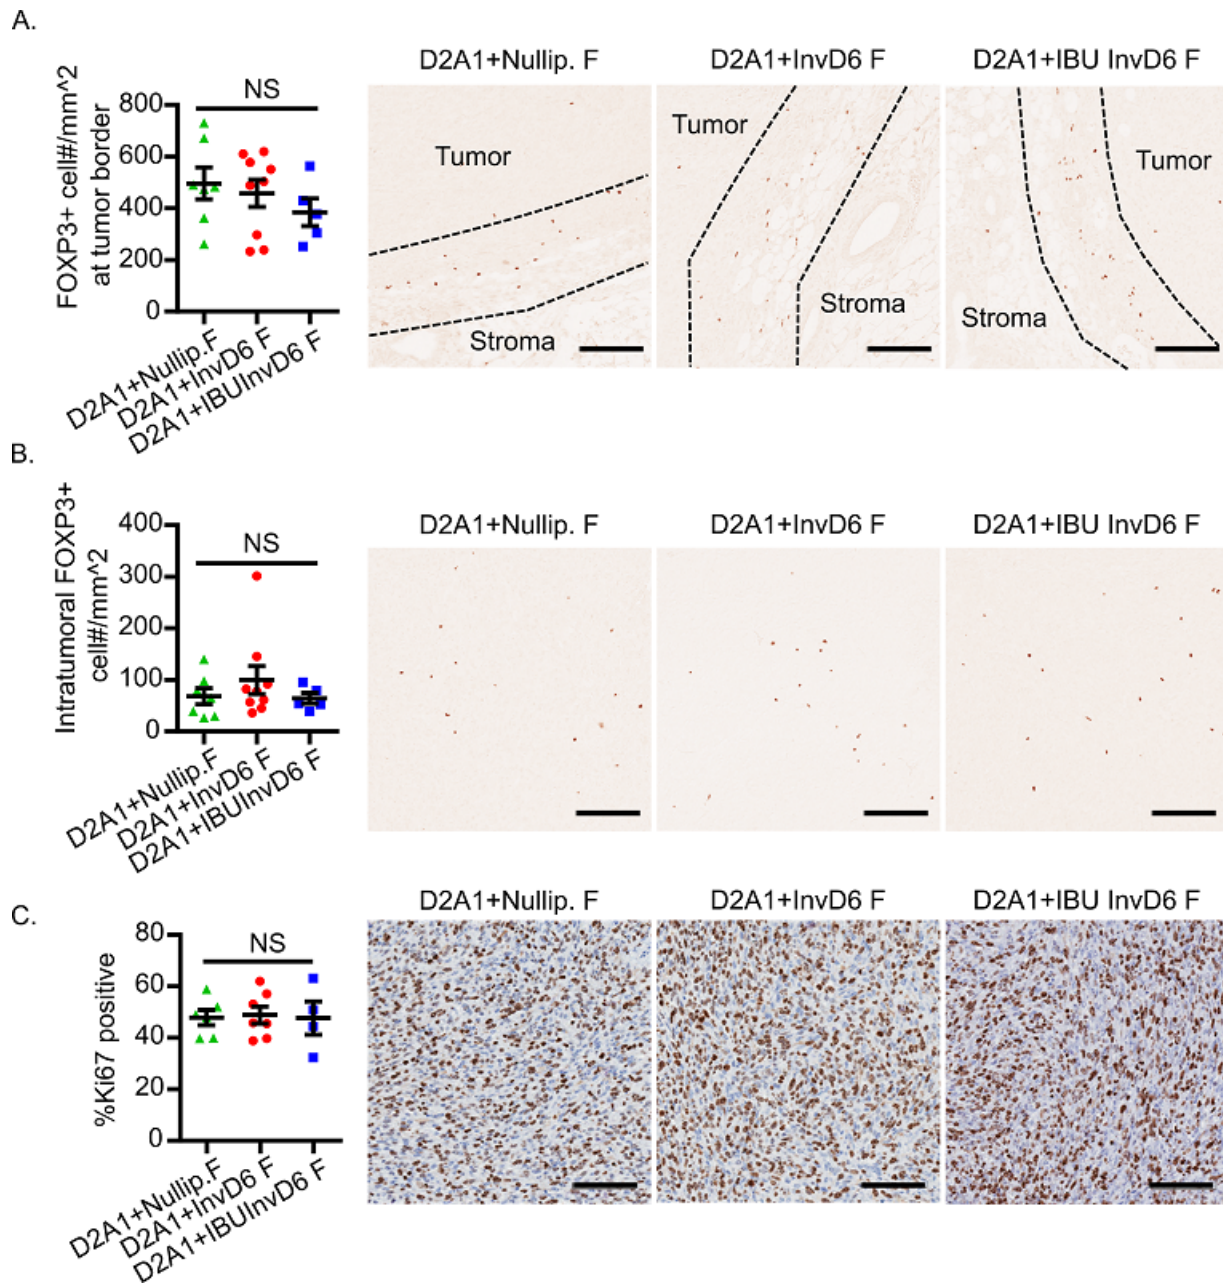 A.
FOXP3+ cell#/mm^2
at tumor border
800
600
400
200
0
NS
D2A1+Nullip.F
D2A1+InvD6 F
D2A1+IBUInvD6 F
D2A1+Nullip. F
D2A1+InvD6 F
D2A1+IBU InvD6 F
Tumor
Stroma
Tumor
Stroma
Tumor
Stroma
B.
Intratumoral FOXP3+
cell#/mm^2
400
300
200
100
0
NS
D2A1+Nullip.F
D2A1+InvD6 F
D2A1+IBUInvD6 F
D2A1+Nullip. F
D2A1+InvD6 F
D2A1+IBU InvD6 F
C.
%Ki67 positive
80
60
40
20
0
NS
D2A1+Nullip.F
D2A1+InvD6 F
D2A1+IBUInvD6 F
D2A1+Nullip. F
D2A1+InvD6 F
D2A1+IBU InvD6 F